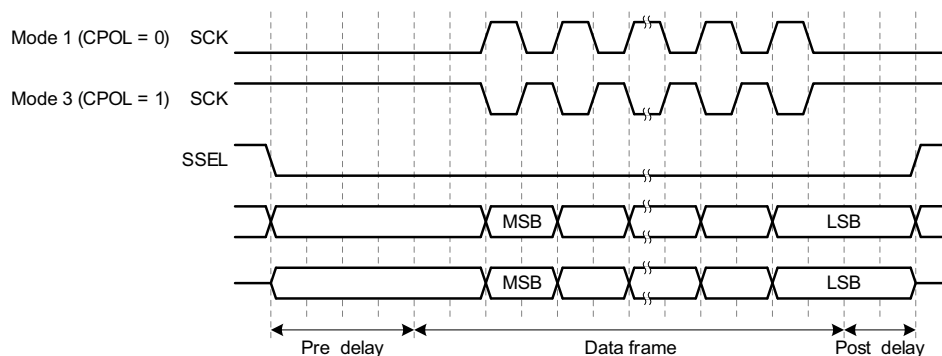 Mode 1 (CPOL = 0) SCK
Mode 3 (CPOL = 1) SCK
SSEL
MSB LSB
MSB LSB
Pre_delay Data frame Post_delay